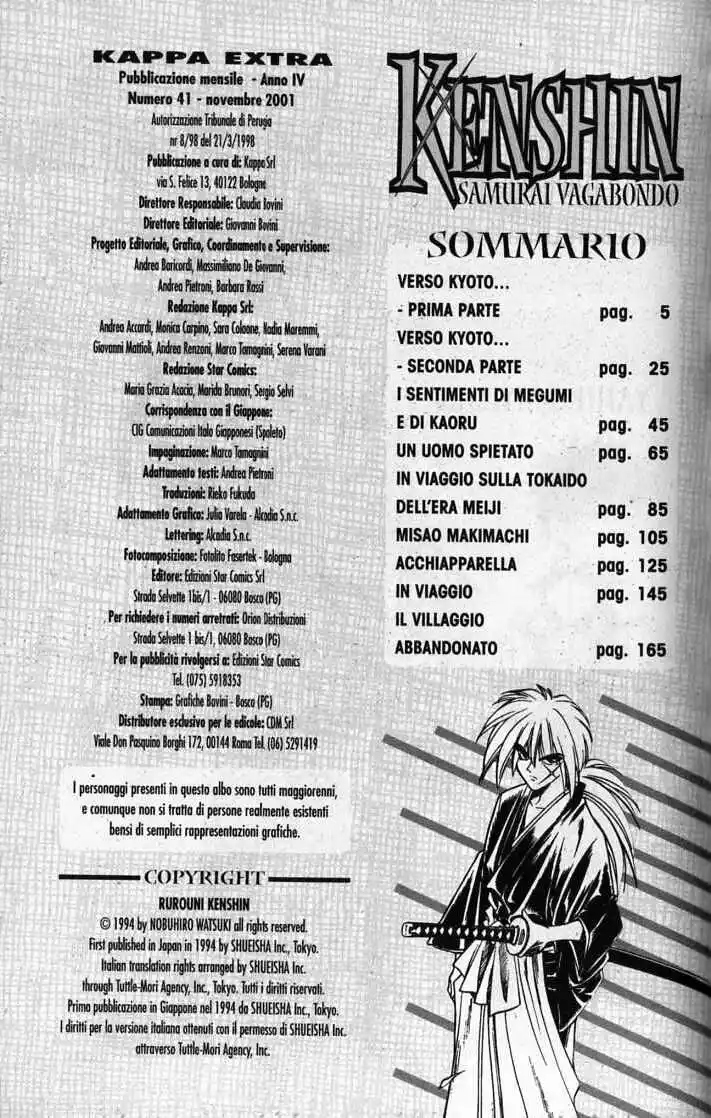 KAPPA EXTRA
Pubblicazione mensile - Anno IV
Numero 41 - novembre 2001
Autorizzazione Tribunale di Perugia
nr 8/98 del 21/3/1998
Pubblicazione a cura di: Kappa Srl
via S. Felice 13, 40122 Bologna
Direttore Responsabile: Claudia Bovini
Direttore Editoriale: Giovanni Bovini
Progetto Editoriale, Grafico, Coordinamento e Supervisione:
Andrea Baricordi, Massimiliano De Giovanni,
Andrea Pietroni, Barbara Rossi
Redazione Kappa Srl:
Andrea Accardi, Monica Carpino, Sara Coloone, Nadia Maremmi,
Giovanni Mattioli, Andrea Renzoni, Marco Tamagnini, Serena Varani
Redazione Star Comics:
Maria Grazia Acacia, Marida Brunori, Sergio Selvi
Corrispondenza con il Giappone:
CIG Comunicazioni Italo Giapponesi (Spoleto)
Impaginazione: Marco Tamagnini
Adattamento testi: Andrea Pietroni
Traduzioni: Rieko Fukuda
Adattamento Grafico: Julia Varela - Alcadia S.n.c.
Lettering: Alcadia S.n.c.
Fotocomposizione: Fotolito Fasertek - Bologna
Editore: Edizioni Star Comics Srl
Strada Selvette 1bis/1 - 06080 Bosco (PG)
Per richiedere i numeri arretrati: Orion Distribuzioni
Strada Selvette 1 bis/1, 06080 Bosco (PG)
Per la pubblicità rivolgersi a: Edizioni Star Comics
Tel. (075) 5918353
Stampa: Grafiche Bovini - Bosco (PG)
Distributore esclusivo per le edicole: CDM Srl
Viale Don Pasquino Borghi 172, 00144 Roma Tel. (06) 5291419
I personaggi presenti in questo albo sono tutti maggiorenni,
e comunque non si tratta di persone realmente esistenti
bensì di semplici rappresentazioni grafiche.
COPYRIGHT
RUROUNI KENSHIN
© 1994 by NOBUHIRO WATSUKI all rights reserved.
First published in Japan in 1994 by SHUEISHA Inc., Tokyo.
Italian translation rights arranged by SHUEISHA Inc.
through Tuttle-Mori Agency, Inc., Tokyo. Tutti i diritti riservati.
Prima pubblicazione in Giappone nel 1994 da SHUEISHA Inc., Tokyo.
I diritti per la versione italiana ottenuti con il permesso di SHUEISHA Inc.
attraverso Tuttle-Mori Agency, Inc.
KENSHIN
SAMURAI VAGABONDO
SOMMARIO
VERSO KYOTO...
- PRIMA PARTE pag. 5
VERSO KYOTO...
- SECONDA PARTE pag. 25
I SENTIMENTI DI MEGUMI
E DI KAORU pag. 45
UN UOMO SPIETATO pag. 65
IN VIAGGIO SULLA TOKAIDO
DELL'ERA MEIJI pag. 85
MISAO MAKIMACHI pag. 105
ACCHIAPPARELLA pag. 125
IN VIAGGIO pag. 145
IL VILLAGGIO
ABBANDONATO pag. 165